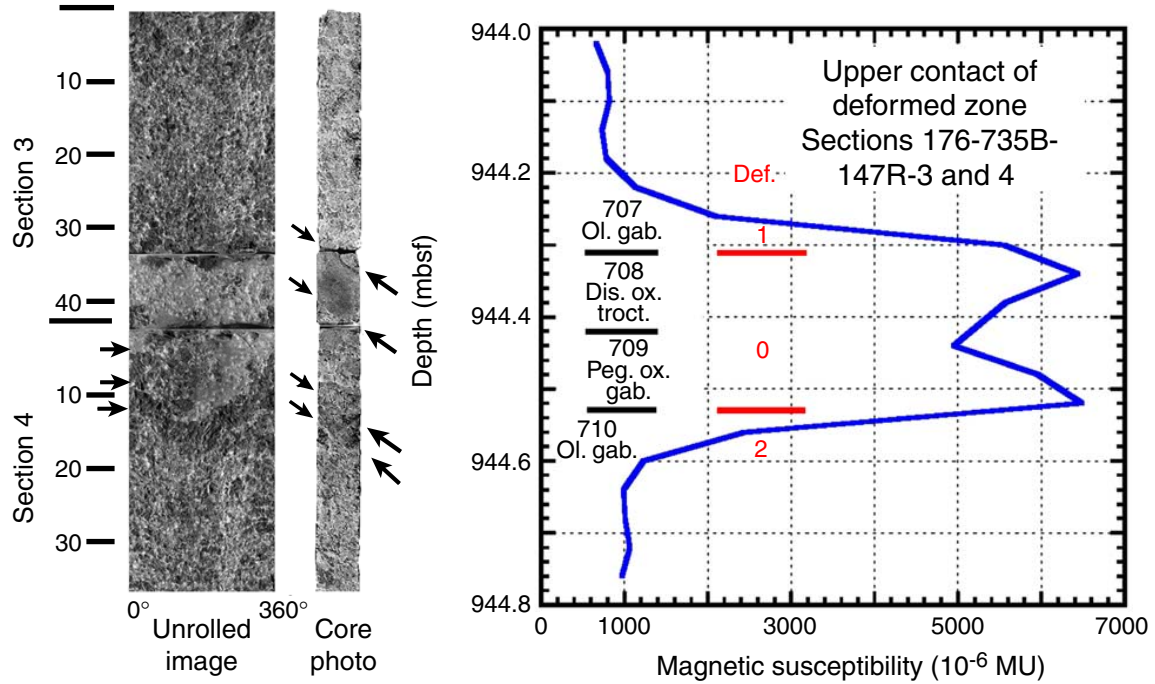 Section 3
10
20
30
40
Section 4
10
20
30
0°
360°
Unrolled
image
Core
photo
Depth (mbsf)
944.0
944.2
944.4
944.6
944.8
Upper contact of
deformed zone
Sections 176-735B-
147R-3 and 4
Def.
707
Ol. gab.
1
708
Dis. ox.
troct.
0
709
Peg. ox.
gab.
710
Ol. gab.
2
0
1000
3000
5000
7000
Magnetic susceptibility (10⁻⁶ MU)